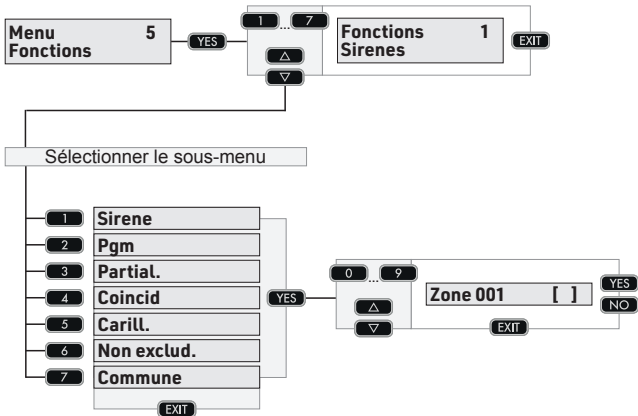 Menu 5
Fonctions
YES
1 ... 7
Fonctions 1
Sirenes
EXIT
Sélectionner le sous-menu
1 Sirene
2 Pgm
3 Partial.
4 Coincid
5 Carill.
6 Non exclud.
7 Commune
EXIT
YES
0 ... 9
Zone 001 [ ]
YES
NO
EXIT